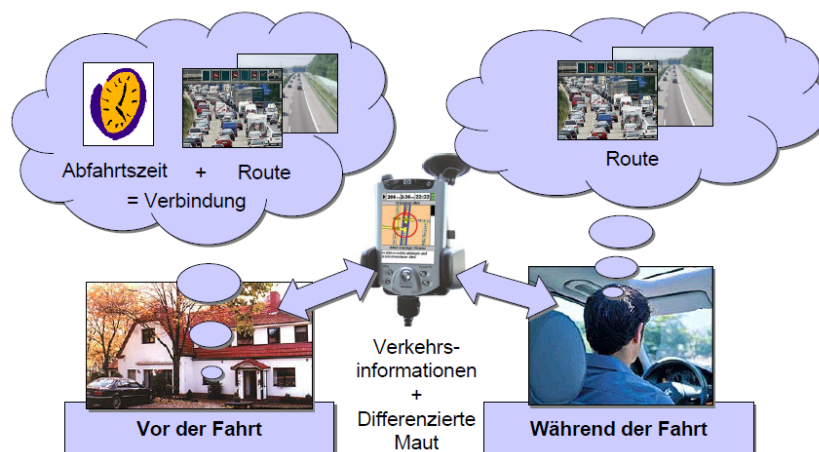 Abfahrtszeit + Route
= Verbindung
Route
Verkehrs-
informationen
+
Differenzierte
Maut
Vor der Fahrt
Während der Fahrt